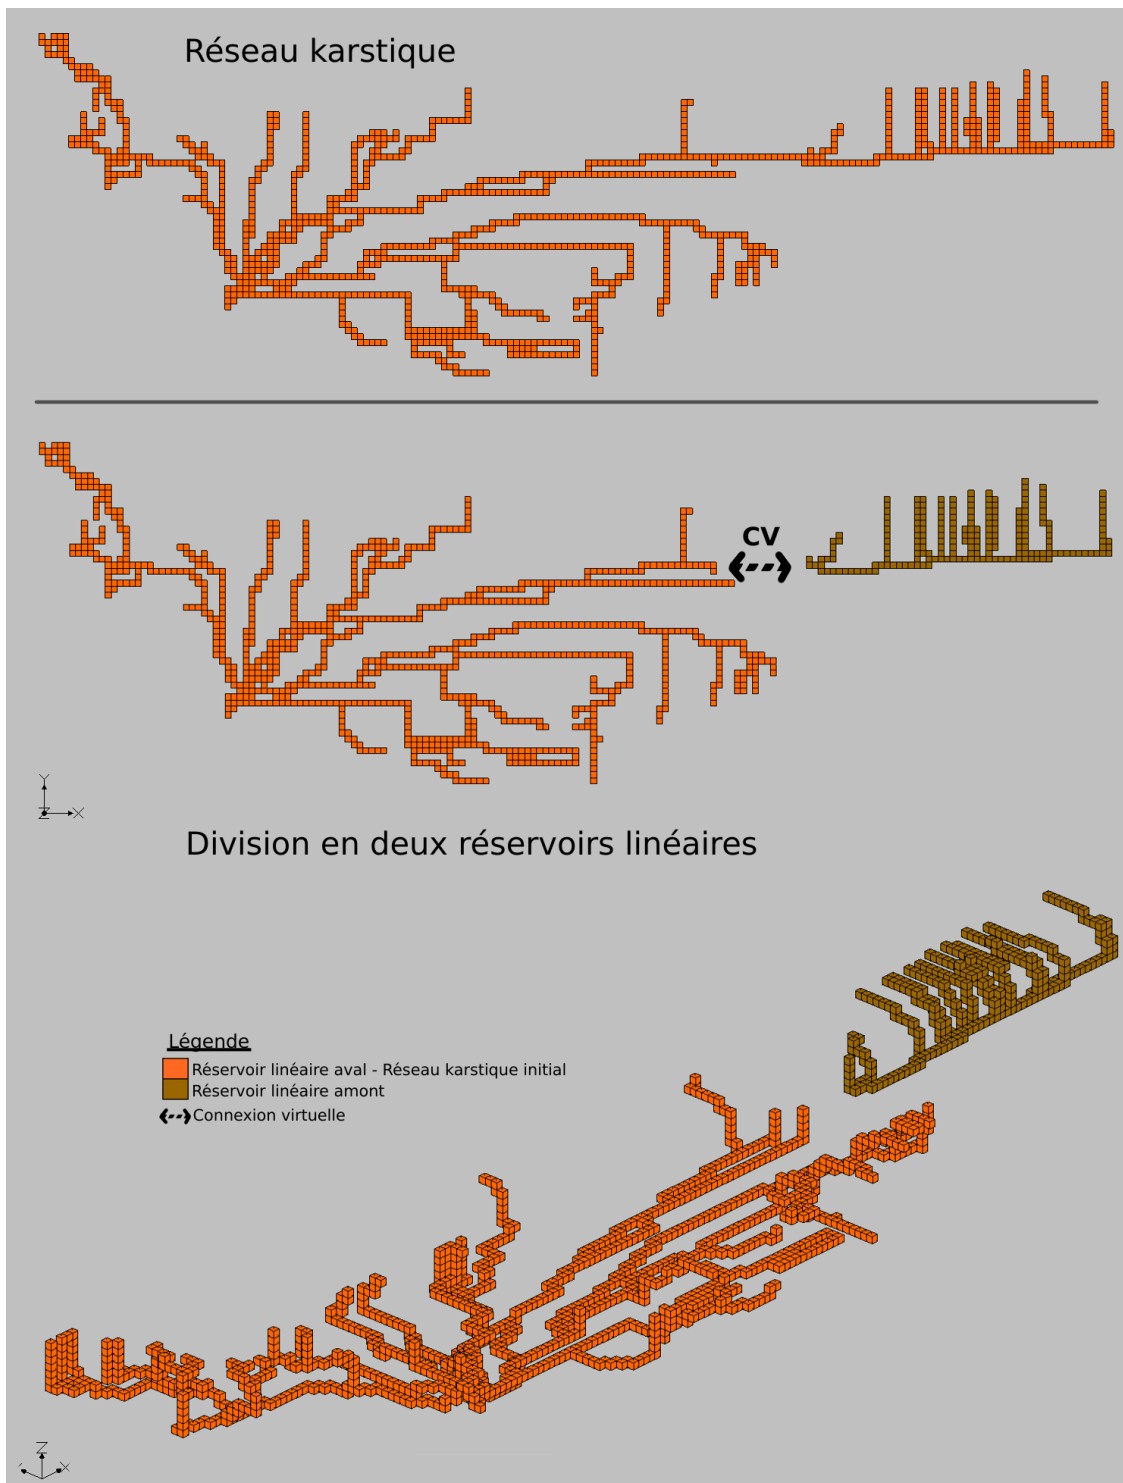 Réseau karstique
CV
Y
Z
X
Division en deux réservoirs linéaires
Légende
Réservoir linéaire aval - Réseau karstique initial
Réservoir linéaire amont
Connexion virtuelle
Z
X